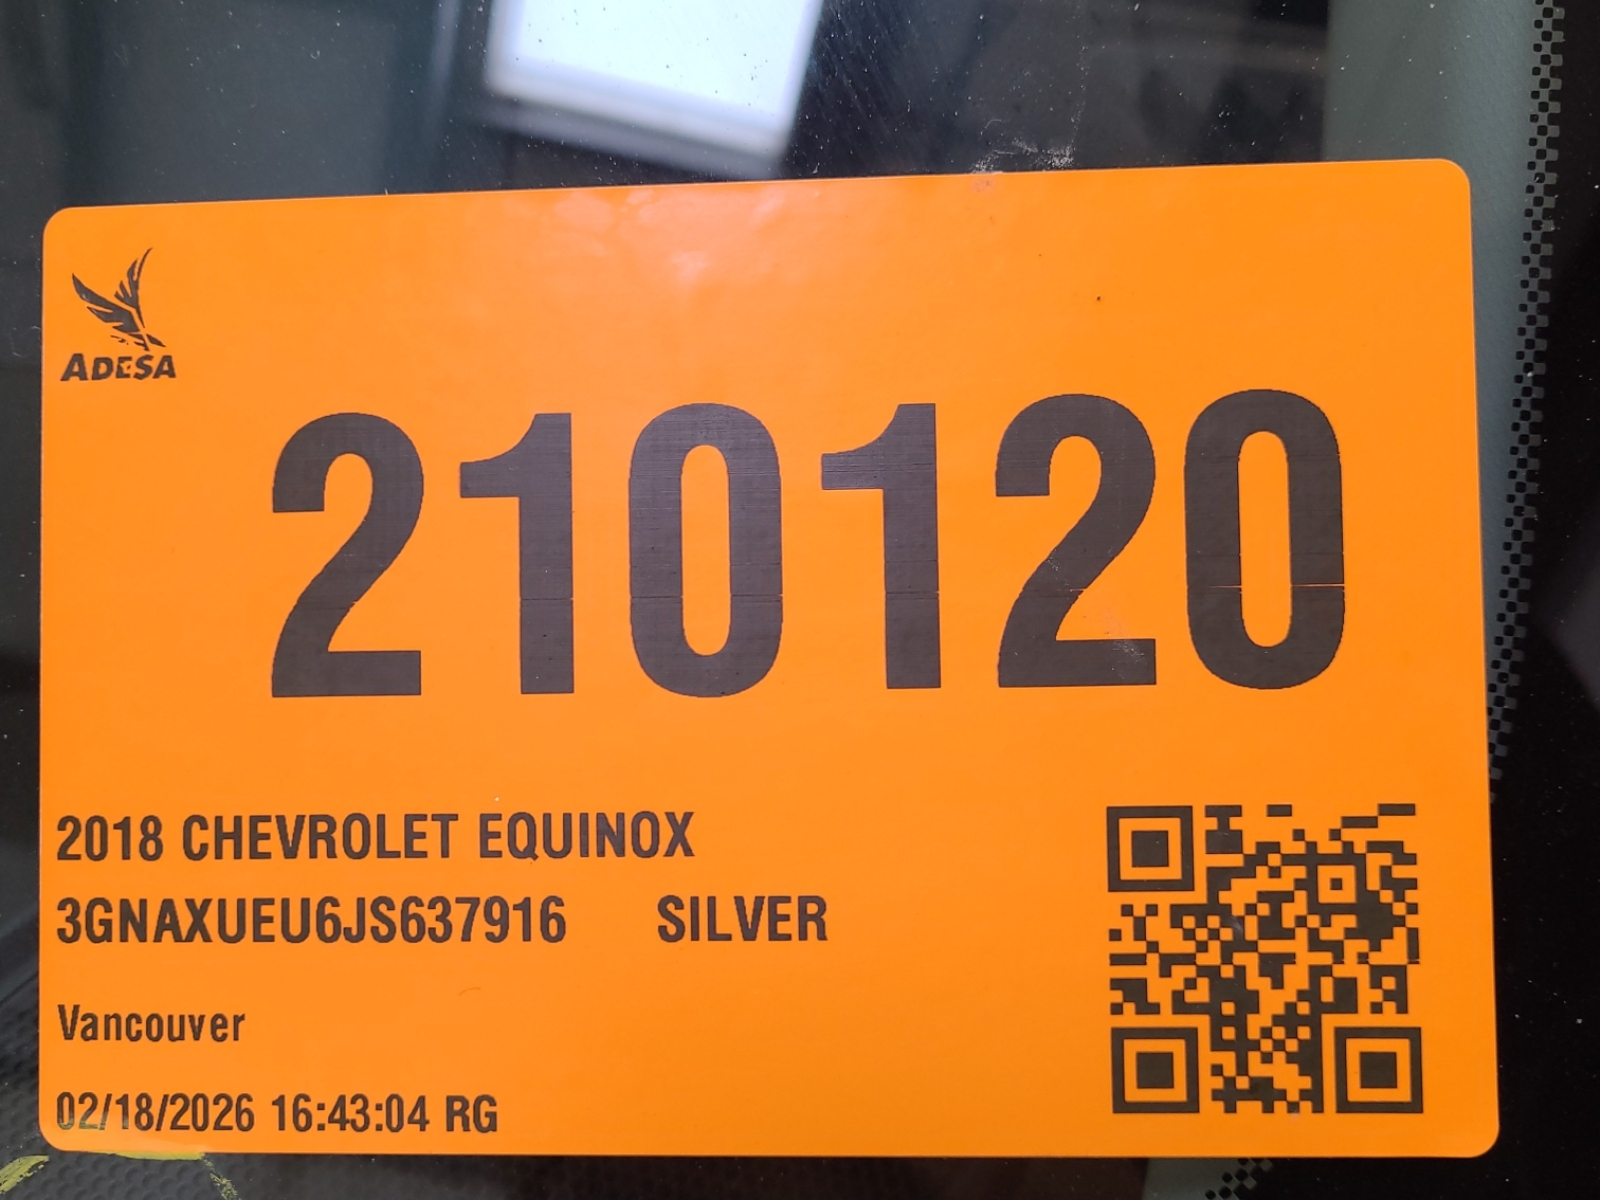 ADESA
210120
2018 CHEVROLET EQUINOX
3GNAXUEU6JS637916 SILVER
Vancouver
02/18/2026 16:43:04 RG